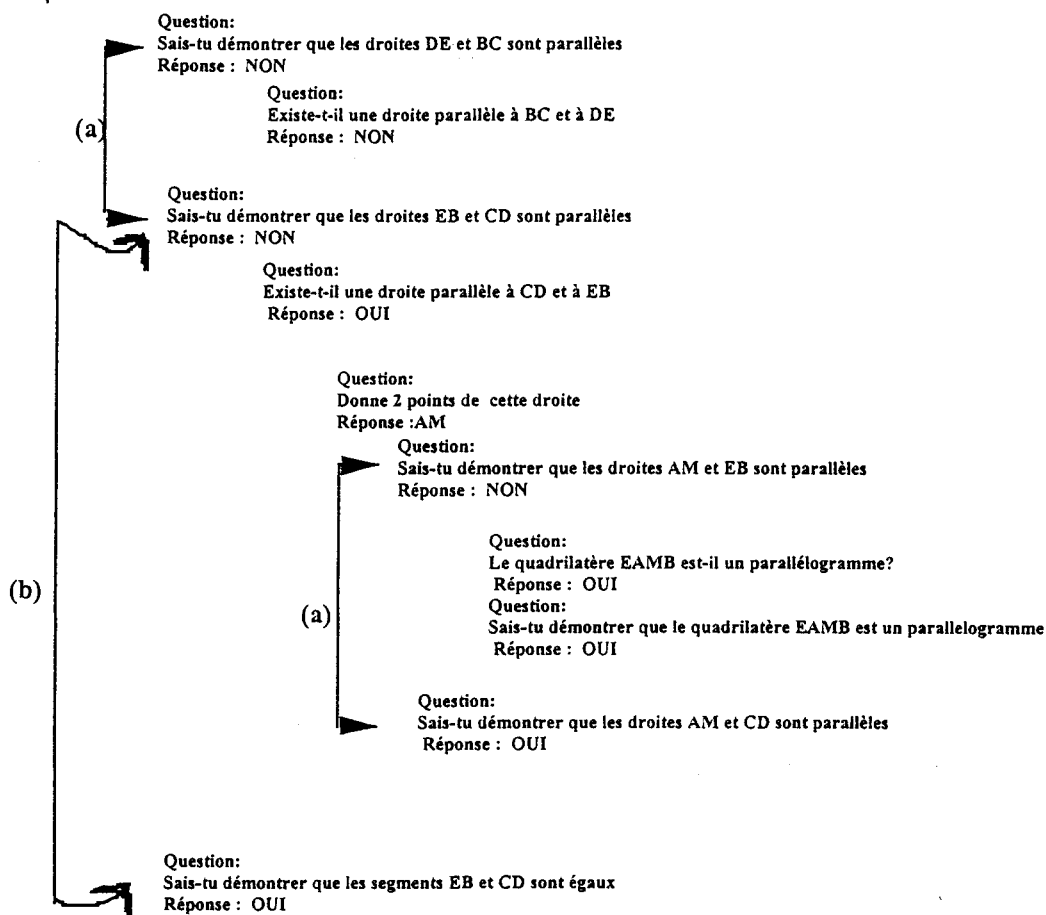 Question:
Sais-tu démontrer que les droites DE et BC sont parallèles
Réponse : NON
Question:
Existe-t-il une droite parallèle à BC et à DE
Réponse : NON
(a)
Question:
Sais-tu démontrer que les droites EB et CD sont parallèles
Réponse : NON
Question:
Existe-t-il une droite parallèle à CD et à EB
Réponse : OUI
Question:
Donne 2 points de cette droite
Réponse :AM
Question:
Sais-tu démontrer que les droites AM et EB sont parallèles
Réponse : NON
Question:
Le quadrilatère EAMB est-il un parallélogramme?
Réponse : OUI
(b)
(a)
Question:
Sais-tu démontrer que le quadrilatère EAMB est un parallelogramme
Réponse : OUI
Question:
Sais-tu démontrer que les droites AM et CD sont parallèles
Réponse : OUI
Question:
Sais-tu démontrer que les segments EB et CD sont égaux
Réponse : OUI